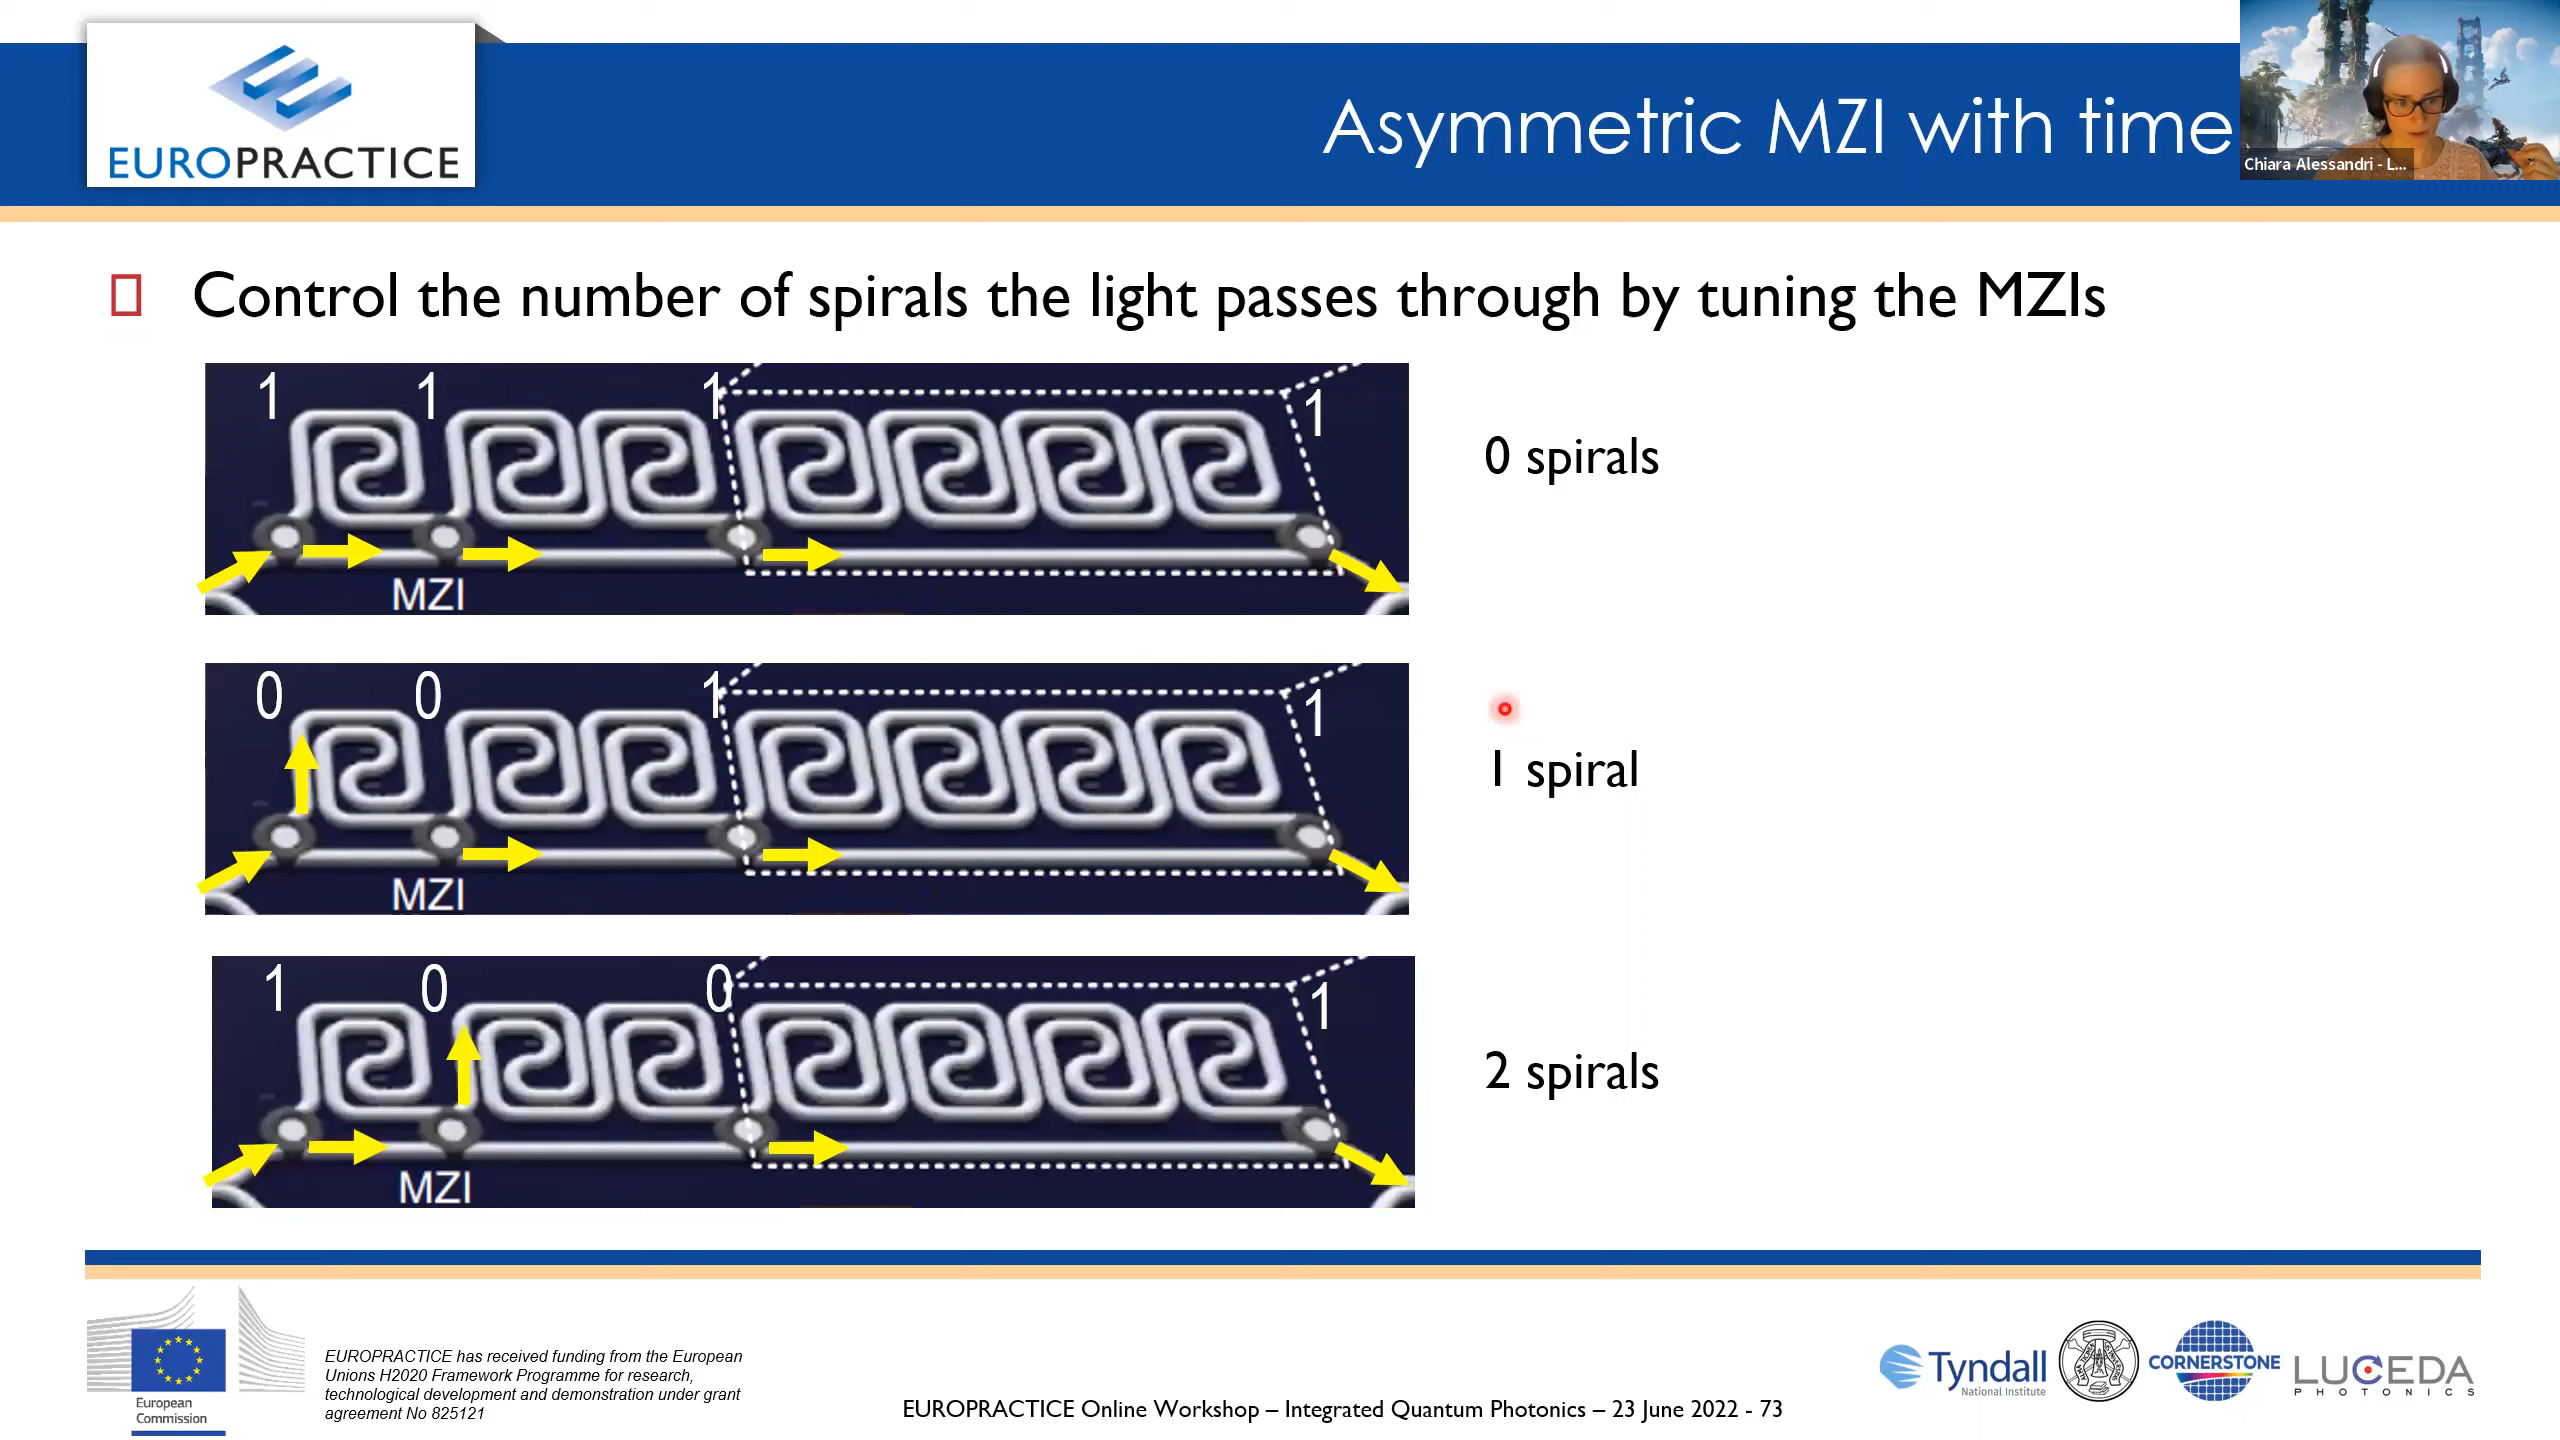 EUROPRACTICE
Asymmetric MZI with time
Chiara Alessandri - L...
Control the number of spirals the light passes through by tuning the MZIs
1 1 1 1
MZI
0 spirals
0 0 1 1
MZI
1 spiral
1 0 0 1
MZI
2 spirals
European
Commission
EUROPRACTICE has received funding from the European
Unions H2020 Framework Programme for research,
technological development and demonstration under grant
agreement No 825121
EUROPRACTICE Online Workshop – Integrated Quantum Photonics – 23 June 2022 - 73
Tyndall
National Institute
CORNERSTONE
LUCEDA
PHOTONICS